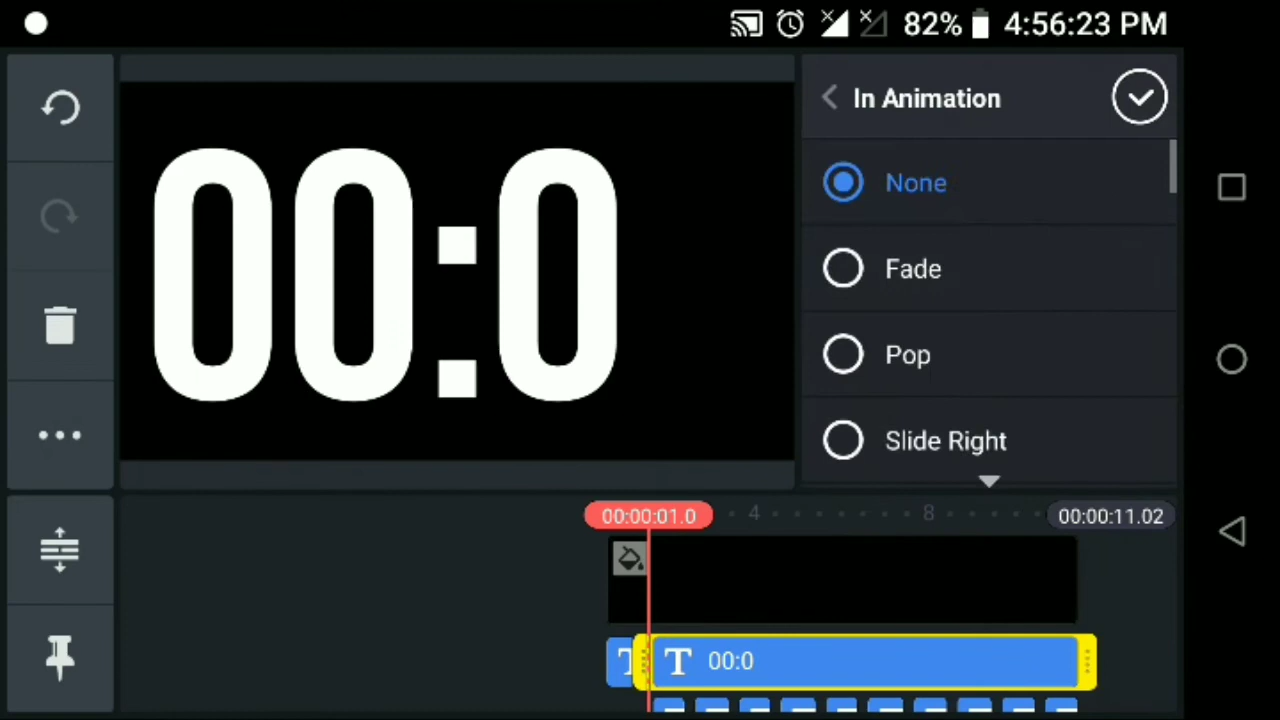 82% 4:56:23 PM
In Animation
00:0
None
Fade
Pop
Slide Right
00:00:01.0 4 8 00:00:11.02
T T 00:0